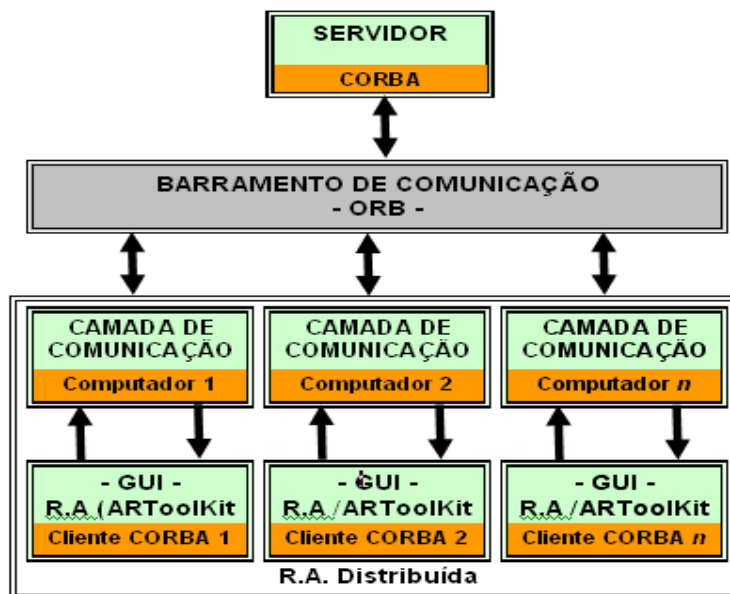 SERVIDOR
CORBA
BARRAMENTO DE COMUNICAÇÃO
- ORB -
CAMADA DE
COMUNICAÇÃO
Computador 1
CAMADA DE
COMUNICAÇÃO
Computador 2
CAMADA DE
COMUNICAÇÃO
Computador n
- GUI -
R.A (ARToolKit
Cliente CORBA 1
- GUI -
R.A /ARToolKit
Cliente CORBA 2
- GUI -
R.A /ARToolKit
Cliente CORBA n
R.A. Distribuída